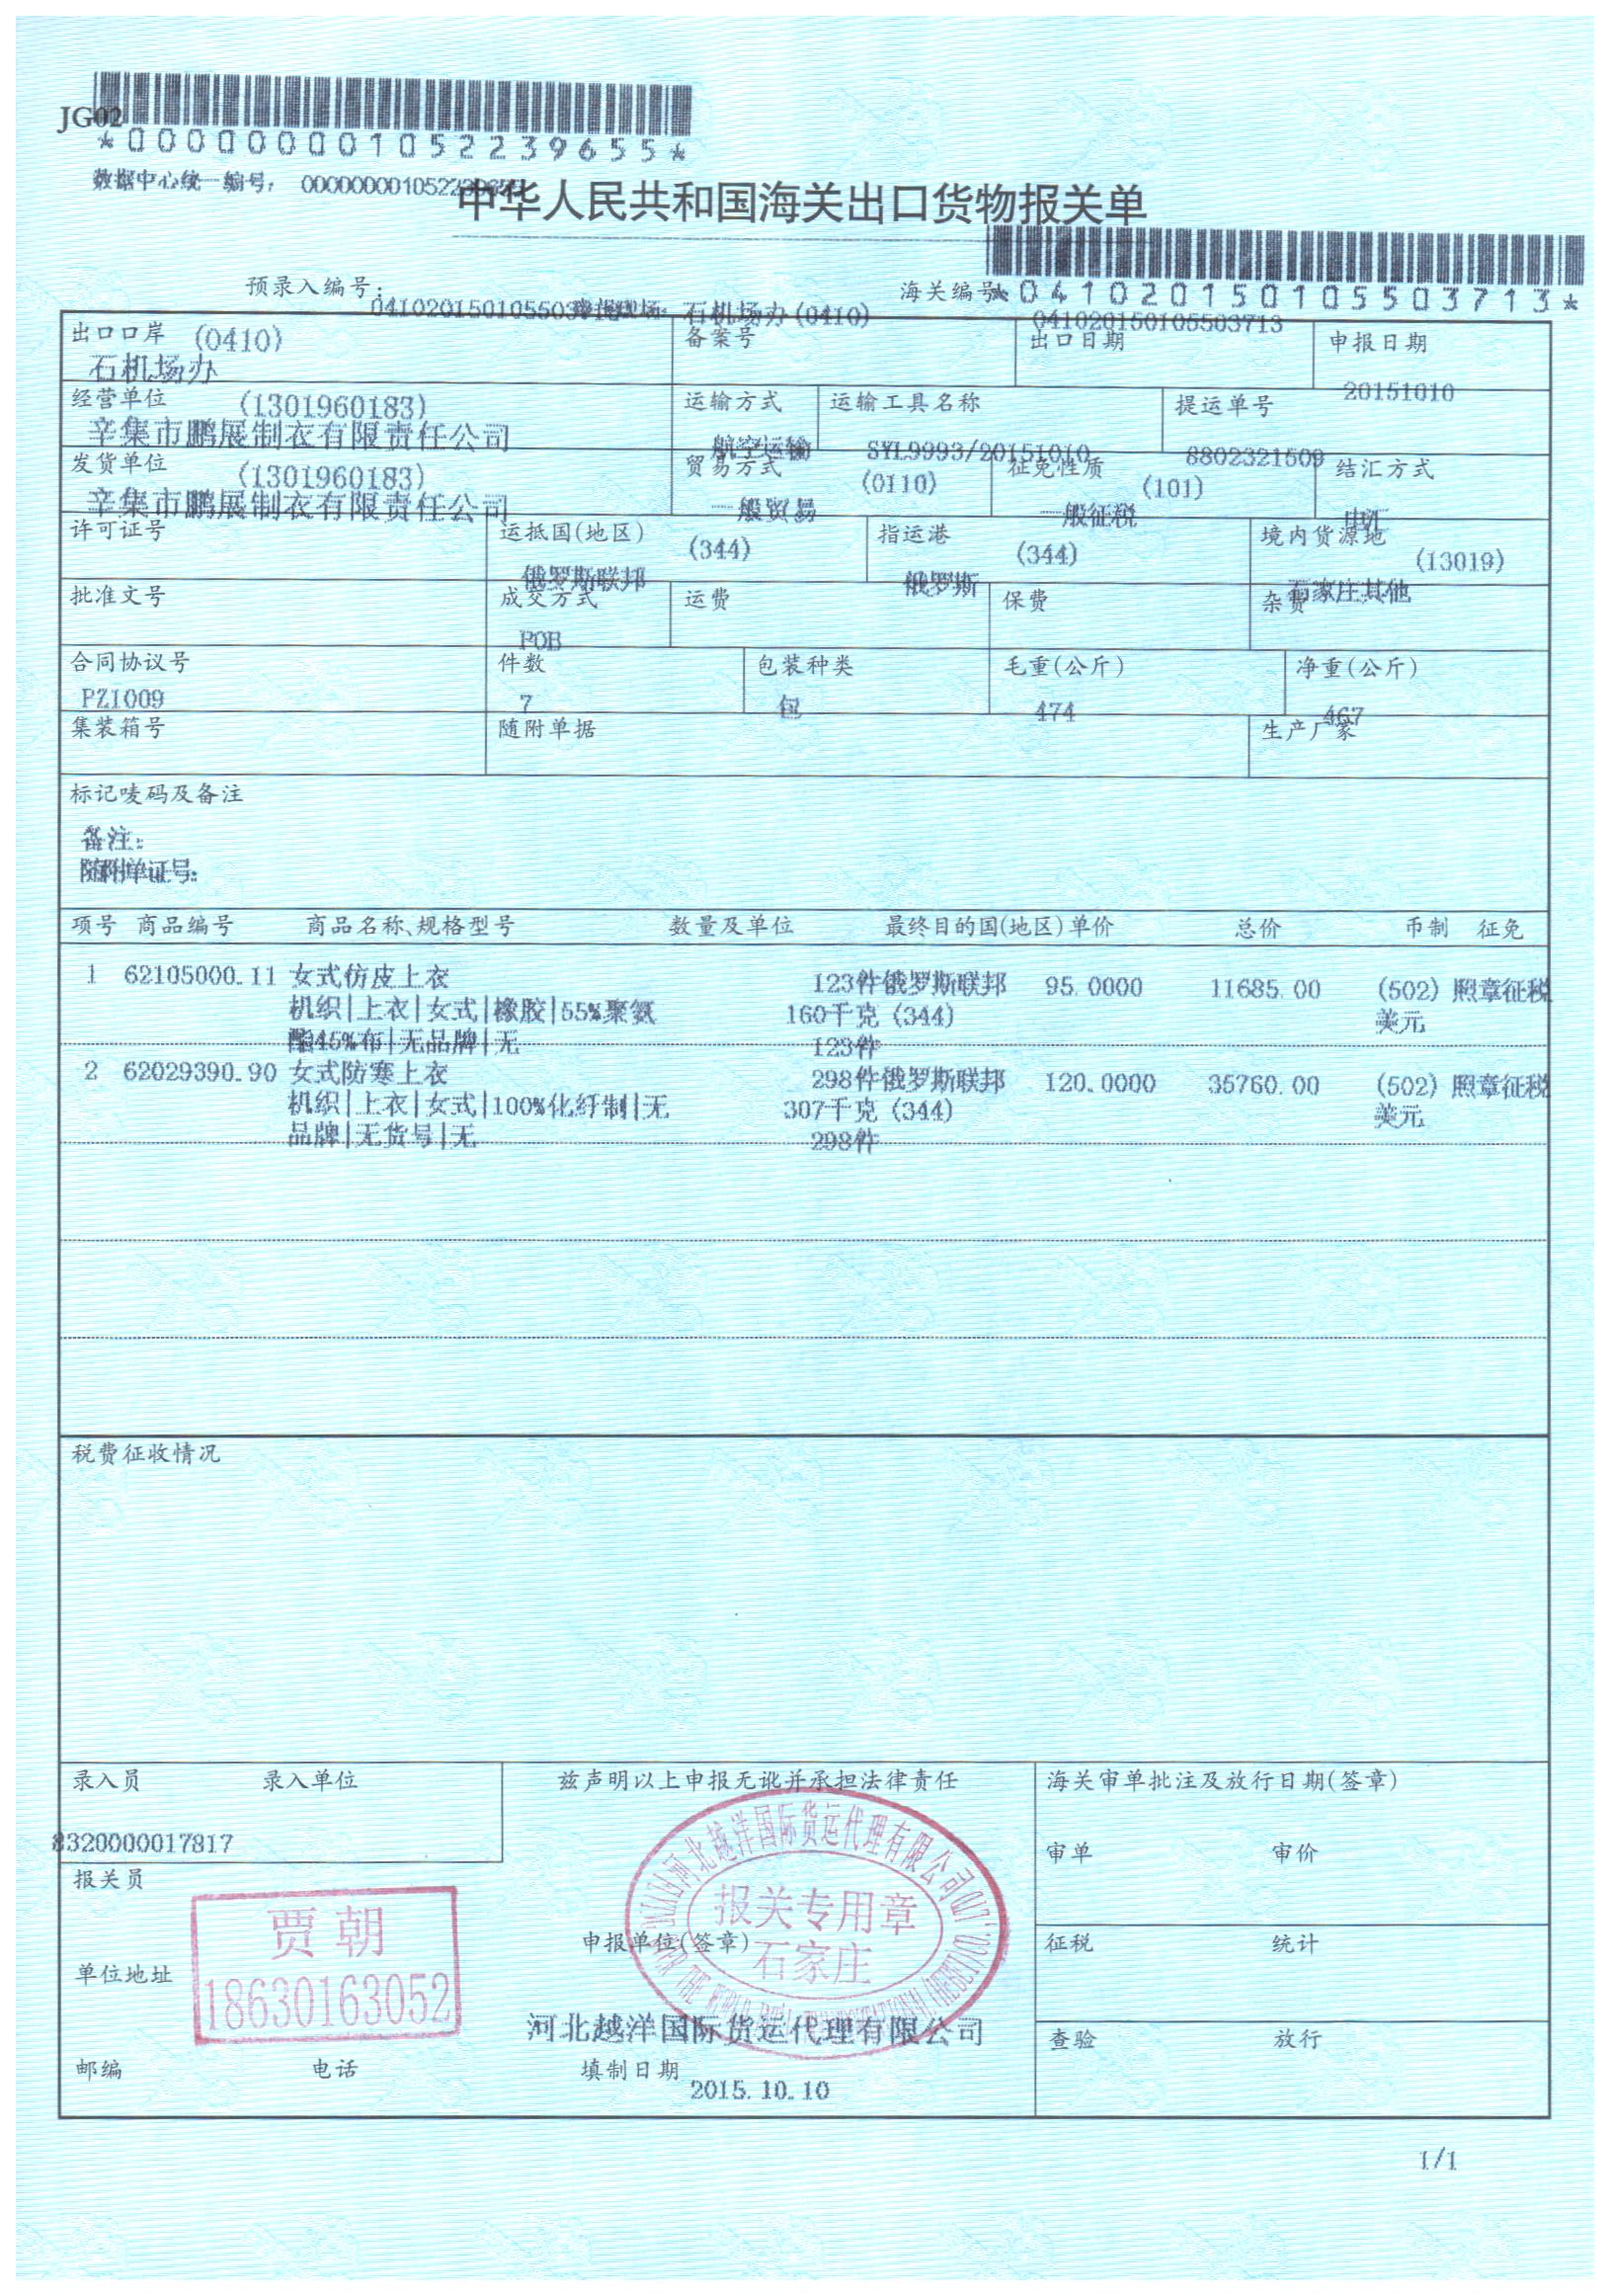 JG02
*000000001052239655*
数据中心统一编号: 000000001052239655
中华人民共和国海关出口货物报关单
预录入编号: 041020150105503713 申报现场: 石机场办(0410)
海关编号: *041020150105503713*
041020150105503713
出口口岸 (0410) 备案号 出口日期 申报日期
石机场办 20151010
经营单位 (1301960183) 运输方式 运输工具名称 提运单号
辛集市鹏展制衣有限责任公司 航空运输 SYL9993/20151010 8802321509
发货单位 (1301960183) 贸易方式 (0110) 征免性质 (101) 结汇方式
辛集市鹏展制衣有限责任公司 一般贸易 一般征税 电汇
许可证号 运抵国(地区) (344) 指运港 (344) 境内货源地 (13019)
俄罗斯联邦 俄罗斯 石家庄其他
批准文号 成交方式 运费 保费 杂费
FOB
合同协议号 件数 包装种类 毛重(公斤) 净重(公斤)
PZ1009 7 包 474 467
集装箱号 随附单据 生产厂家
标记唛码及备注
备注:
随附单证号:
项号 商品编号 商品名称、规格型号 数量及单位 最终目的国(地区)单价 总价 币制 征免
1 62105000.11 女式仿皮上衣 123件俄罗斯联邦 95.0000 11685.00 (502) 照章征税
机织|上衣|女式|橡胶|55%聚氨 160千克 (344) 美元
酯45%布|无品牌|无 123件
2 62029390.90 女式防寒上衣 298件俄罗斯联邦 120.0000 35760.00 (502) 照章征税
机织|上衣|女式|100%化纤制|无 307千克 (344) 美元
品牌|无货号|无 298件
税费征收情况
录入员 录入单位 兹声明以上申报无讹并承担法律责任 海关审单批注及放行日期(签章)
8320000017817
审单 审价
报关员
河北越洋国际货运代理有限公司
报关专用章
石家庄
贾朝
18630163052
申报单位(签章)
征税 统计
单位地址
河北越洋国际货运代理有限公司
查验 放行
邮编 电话 填制日期
2015.10.10
1/1